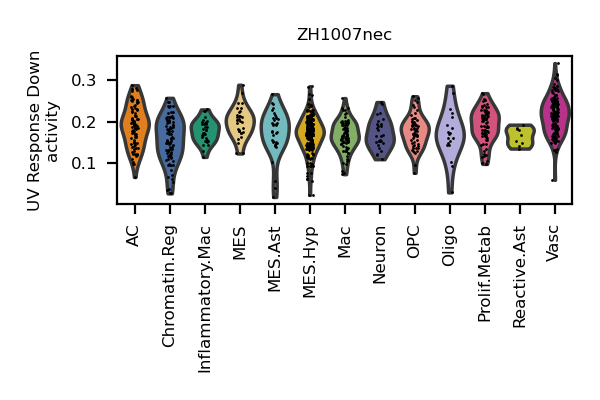 ZH1007nec
UV Response Down
activity
0.3
0.2
0.1
AC
Chromatin.Reg
Inflammatory.Mac
MES
MES.Ast
MES.Hyp
Mac
Neuron
OPC
Oligo
Prolif.Metab
Reactive.Ast
Vasc